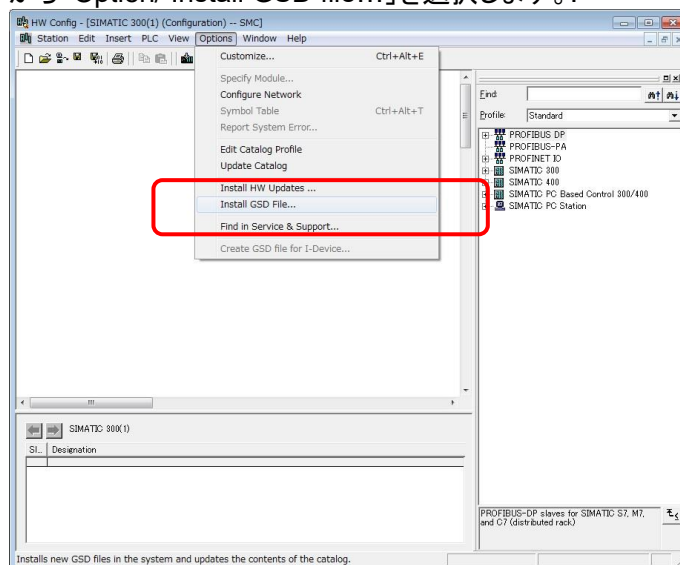 から"Option/Install GSD file...」を選択します。.
HW Config - [SIMATIC 300(1) (Configuration) -- SMC]
Station Edit Insert PLC View Options Window Help
Customize... Ctrl+Alt+E
Specify Module...
Configure Network
Symbol Table Ctrl+Alt+T
Report System Error...
Edit Catalog Profile
Update Catalog
Install HW Updates ...
Install GSD File...
Find in Service & Support...
Create GSD file for I-Device...
Find:
Profile: Standard
PROFIBUS DP
PROFIBUS-PA
PROFINET IO
SIMATIC 300
SIMATIC 400
SIMATIC PC Based Control 300/400
SIMATIC PC Station
SIMATIC 300(1)
Sl... Designation
PROFIBUS-DP slaves for SIMATIC S7, M7,
and C7 (distributed rack)
Installs new GSD files in the system and updates the contents of the catalog.